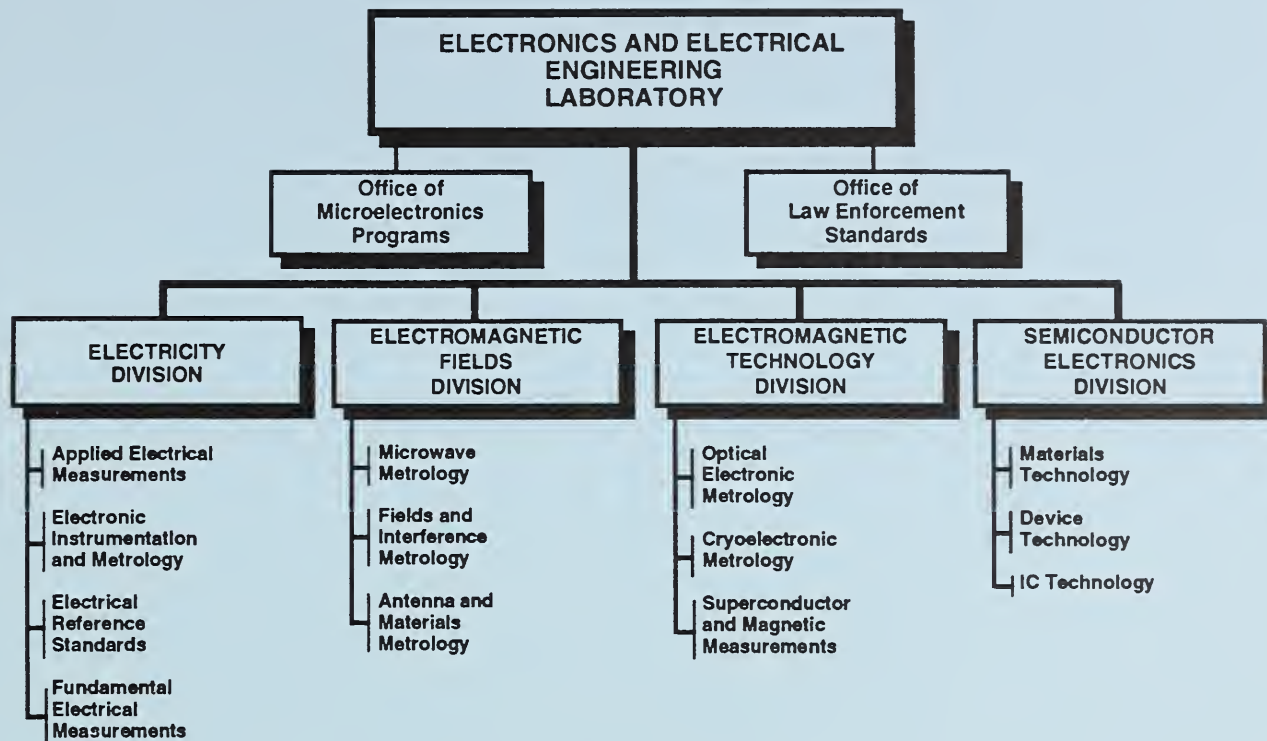 ELECTRONICS AND ELECTRICAL
ENGINEERING
LABORATORY
Office of
Microelectronics
Programs
Office of
Law Enforcement
Standards
ELECTRICITY
DIVISION
Applied Electrical
Measurements
Electronic
Instrumentation
and Metrology
Electrical
Reference
Standards
Fundamental
Electrical
Measurements
ELECTROMAGNETIC
FIELDS
DIVISION
Microwave
Metrology
Fields and
Interference
Metrology
Antenna and
Materials
Metrology
ELECTROMAGNETIC
TECHNOLOGY
DIVISION
Optical
Electronic
Metrology
Cryoelectronic
Metrology
Superconductor
and Magnetic
Measurements
SEMICONDUCTOR
ELECTRONICS
DIVISION
Materials
Technology
Device
Technology
IC Technology